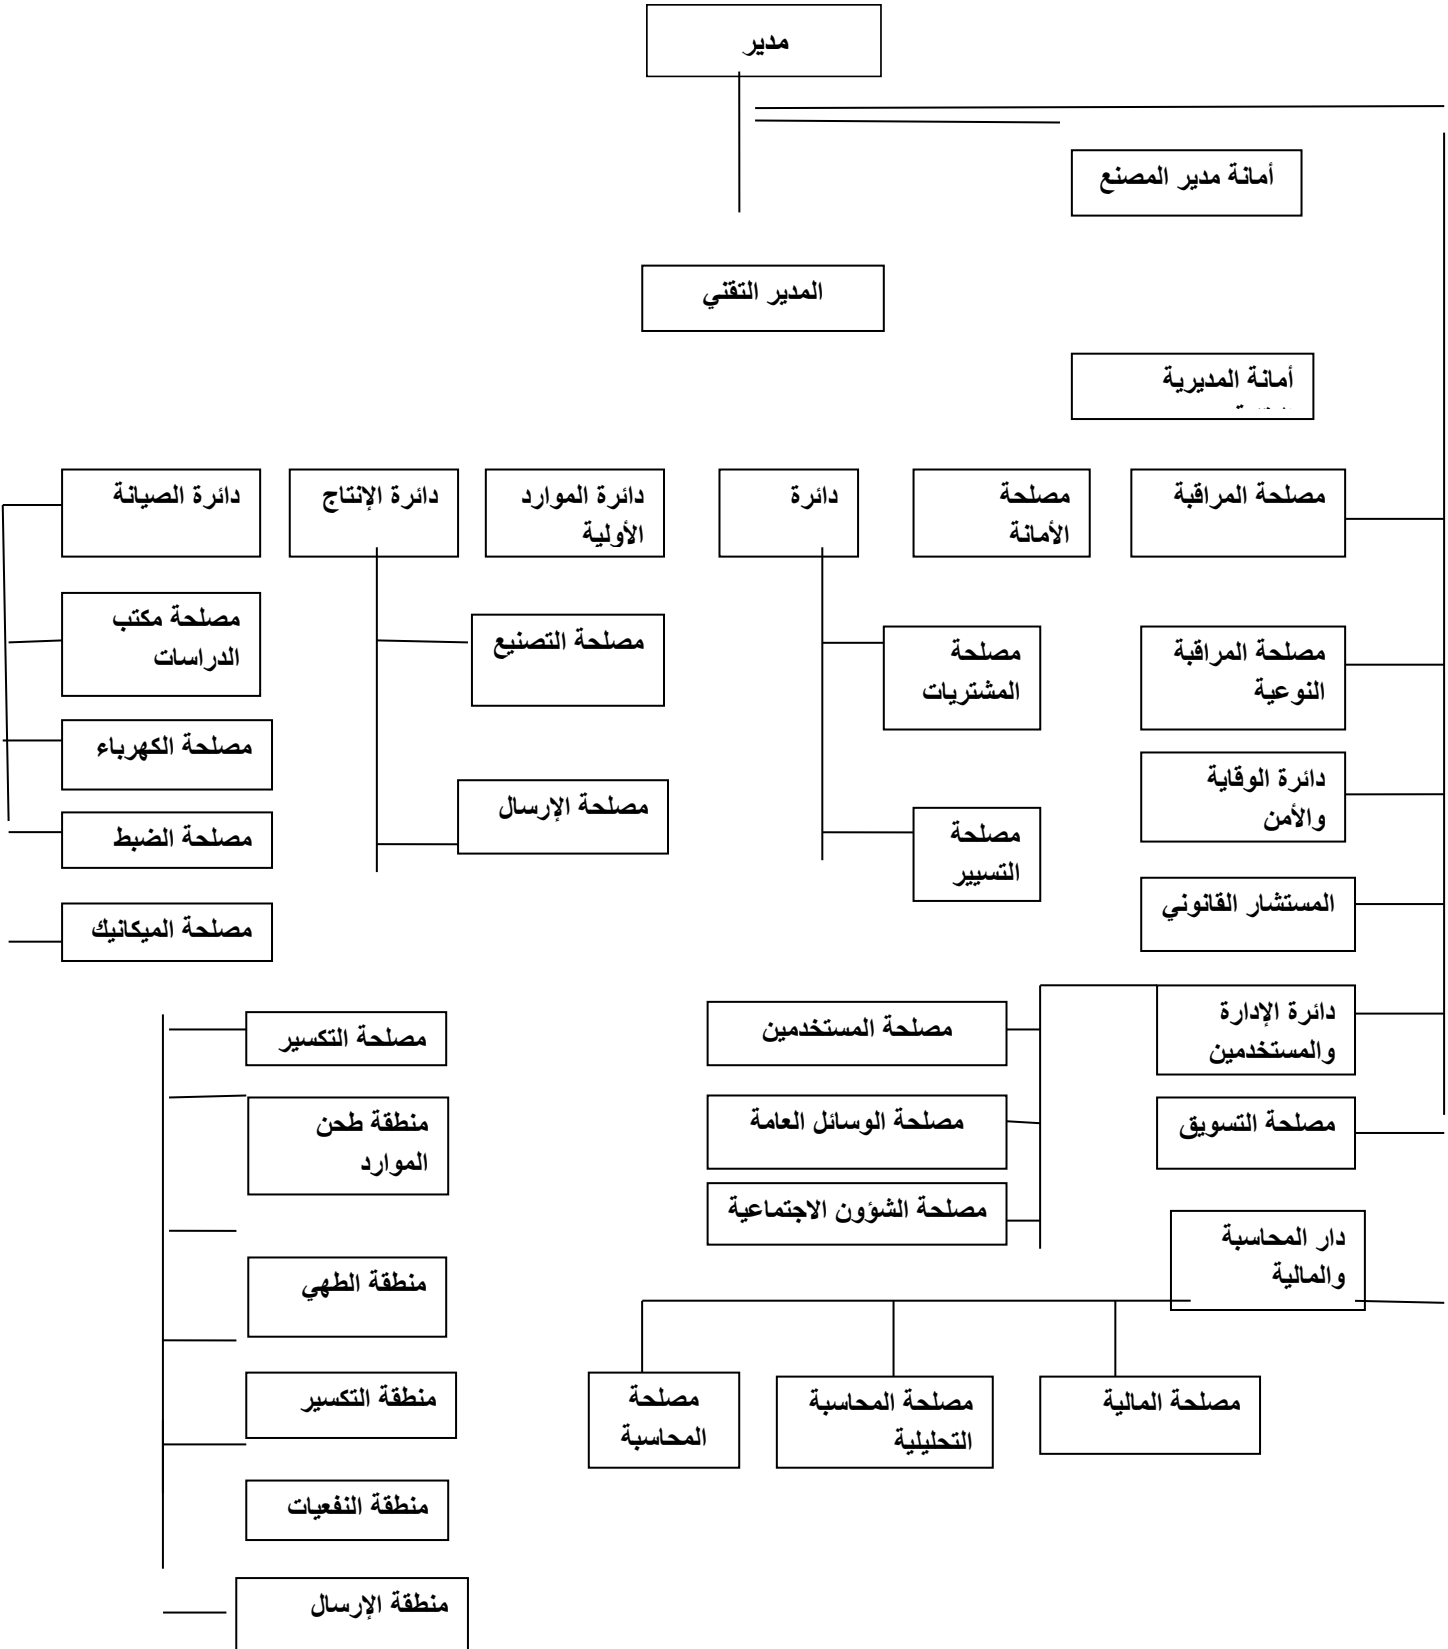 مدير
أمانة مدير المصنع
المدير التقني
أمانة المديرية
مصلحة المراقبة
مصلحة
الأمانة
دائرة
دائرة الموارد
الأولية
دائرة الإنتاج
دائرة الصيانة
مصلحة المراقبة
النوعية
مصلحة
المشتريات
مصلحة التصنيع
مصلحة مكتب
الدراسات
مصلحة الكهرباء
دائرة الوقاية
والأمن
مصلحة
التسيير
مصلحة الإرسال
مصلحة الضبط
المستشار القانوني
مصلحة الميكانيك
دائرة الإدارة
والمستخدمين
مصلحة المستخدمين
مصلحة التكسير
مصلحة التسويق
مصلحة الوسائل العامة
منطقة طحن
الموارد
مصلحة الشؤون الاجتماعية
دار المحاسبة
والمالية
منطقة الطهي
مصلحة المالية
مصلحة المحاسبة
التحليلية
مصلحة
المحاسبة
منطقة التكسير
منطقة النفعيات
منطقة الإرسال